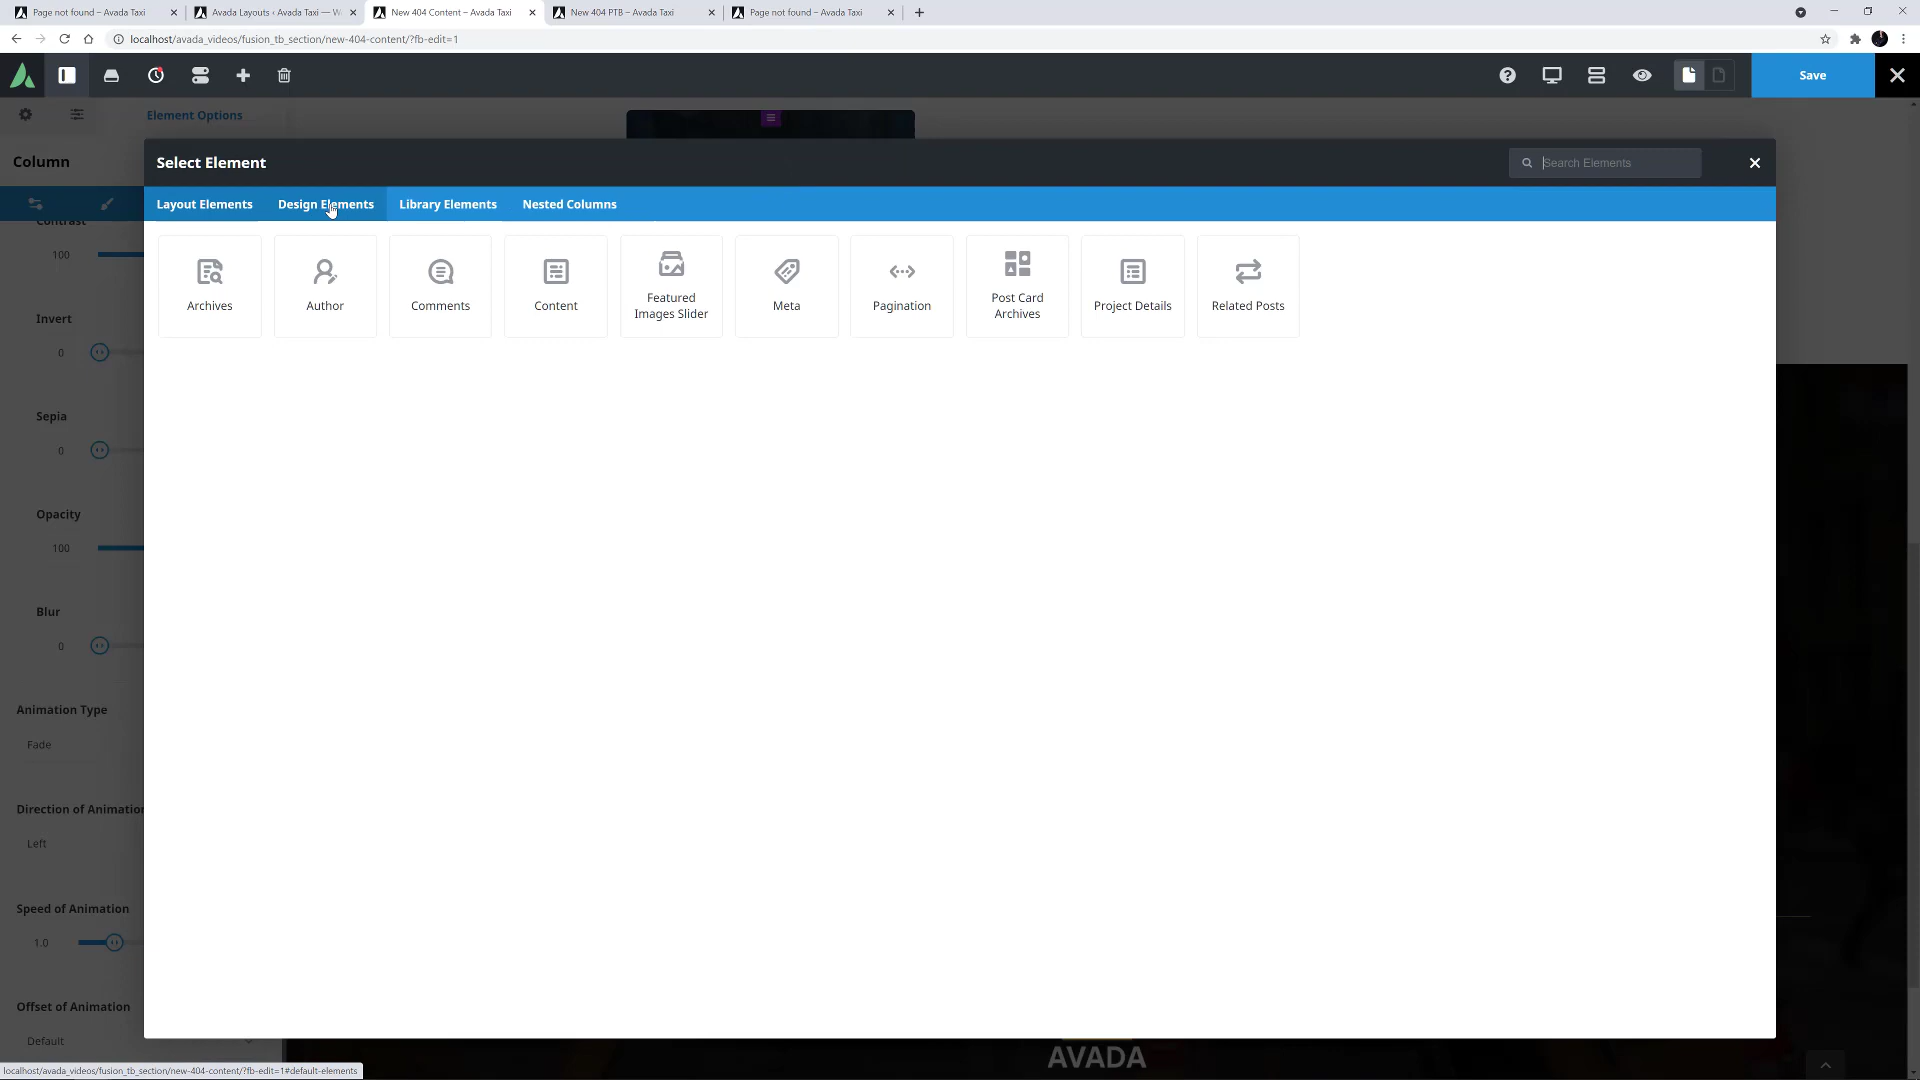 Page not found – Avada Taxi
Avada Layouts ‹ Avada Taxi — W
New 404 Content – Avada Taxi
New 404 PTB – Avada Taxi
Page not found – Avada Taxi
localhost/avada_videos/fusion_tb_section/new-404-content/?fb-edit=1
Save
Element Options
Column
Select Element
Search Elements
Layout Elements
Design Elements
Library Elements
Nested Columns
Contrast
100
Archives
Author
Comments
Content
Featured
Images Slider
Meta
Pagination
Post Card
Archives
Project Details
Related Posts
Invert
0
Sepia
0
Opacity
100
Blur
0
Animation Type
Fade
Direction of Animation
Left
Speed of Animation
1.0
Offset of Animation
Default
AVADA
localhost/avada_videos/fusion_tb_section/new-404-content/?fb-edit=1#default-elements